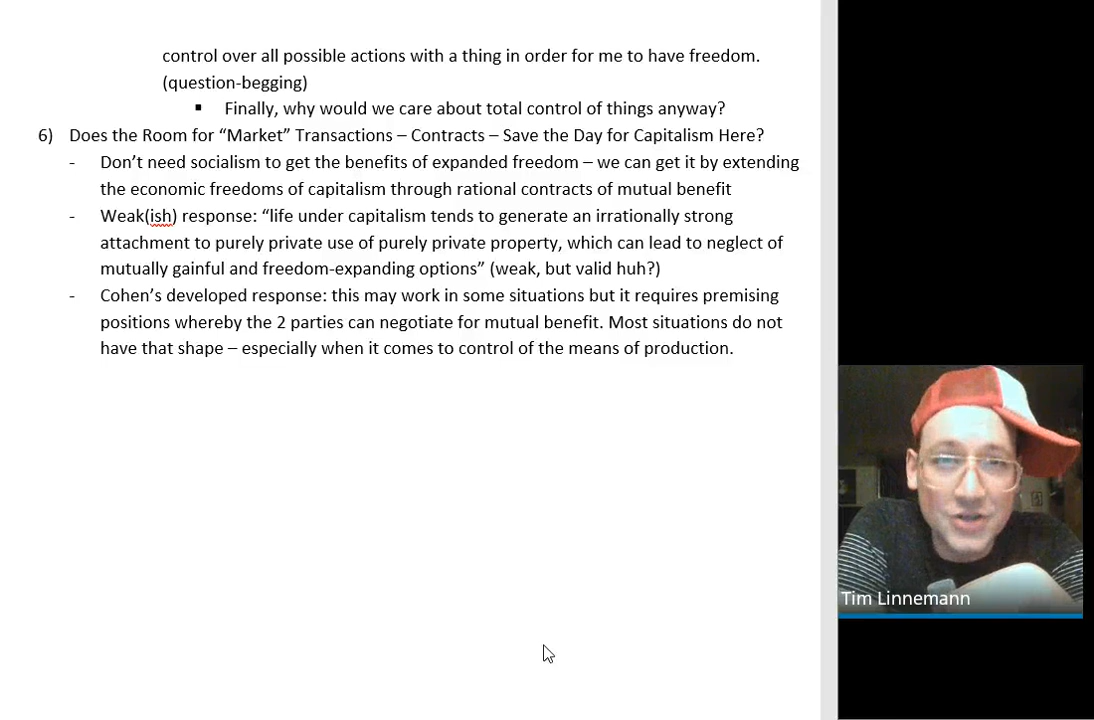 control over all possible actions with a thing in order for me to have freedom.
(question-begging)
▪ Finally, why would we care about total control of things anyway?
6) Does the Room for “Market” Transactions – Contracts – Save the Day for Capitalism Here?
- Don’t need socialism to get the benefits of expanded freedom – we can get it by extending
the economic freedoms of capitalism through rational contracts of mutual benefit
- Weak(ish) response: “life under capitalism tends to generate an irrationally strong
attachment to purely private use of purely private property, which can lead to neglect of
mutually gainful and freedom-expanding options” (weak, but valid huh?)
- Cohen’s developed response: this may work in some situations but it requires premising
positions whereby the 2 parties can negotiate for mutual benefit. Most situations do not
have that shape – especially when it comes to control of the means of production.
Tim Linnemann